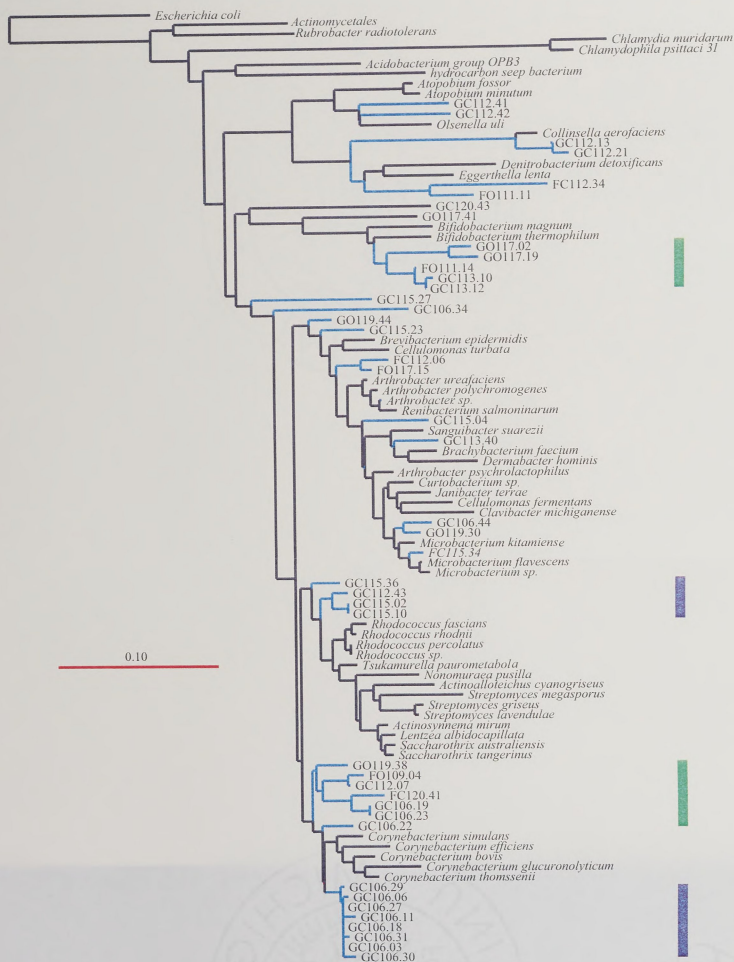 Escherichia coli
Actinomycetales
Rubrobacter radiotolerans
Chlamydia muridarum
Chlamydophila psittaci 3I
Acidobacterium group OPB3
hydrocarbon seep bacterium
Atopobium fossor
Atopobium minutum
GC112.41
GC112.42
Olsenella uli
Collinsella aerofaciens
GC112.13
GC112.21
Denitrobacterium detoxificans
Eggerthella lenta
FC112.34
FO111.11
GC120.43
GO117.41
Bifidobacterium magnum
Bifidobacterium thermophilum
GO117.02
GO117.19
FO111.14
GC113.10
GC113.12
GC115.27
GC106.34
GO119.44
GC115.23
Brevibacterium epidermidis
Cellulomonas turbata
FC112.06
FO117.15
Arthrobacter ureafaciens
Arthrobacter polychromogenes
Arthrobacter sp.
Renibacterium salmoninarum
GC115.04
Sanguibacter suarezii
GC113.40
Brachybacterium faecium
Dermabacter hominis
Arthrobacter psychrolactophilus
Curtobacterium sp.
Janibacter terrae
Cellulomonas fermentans
Clavibacter michiganense
GC106.44
GO119.30
Microbacterium kitamiense
FC115.34
Microbacterium flavescens
Microbacterium sp.
GC115.36
GC112.43
GC115.02
GC115.10
Rhodococcus fascians
Rhodococcus rhodnii
Rhodococcus percolatus
Rhodococcus sp.
0.10
Tsukamurella paurometabola
Nonomuraea pusilla
Actinoalloteichus cyanogriseus
Streptomyces megasporus
Streptomyces griseus
Streptomyces lavendulae
Actinosynnema mirum
Lentzea albidocapillata
Saccharothrix australiensis
Saccharothrix tangerinus
GO119.38
FO109.04
GC112.07
FC120.41
GC106.19
GC106.23
GC106.22
Corynebacterium simulans
Corynebacterium efficiens
Corynebacterium bovis
Corynebacterium glucuronolyticum
Corynebacterium thomssenii
GC106.29
GC106.06
GC106.27
GC106.11
GC106.18
GC106.31
GC106.03
GC106.30